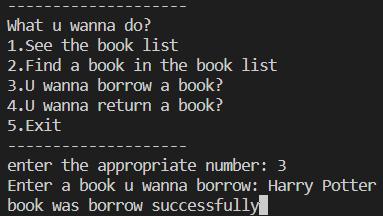 --------------------
What u wanna do?
1.See the book list
2.Find a book in the book list
3.U wanna borrow a book?
4.U wanna return a book?
5.Exit
--------------------
enter the appropriate number: 3
Enter a book u wanna borrow: Harry Potter
book was borrow successfully